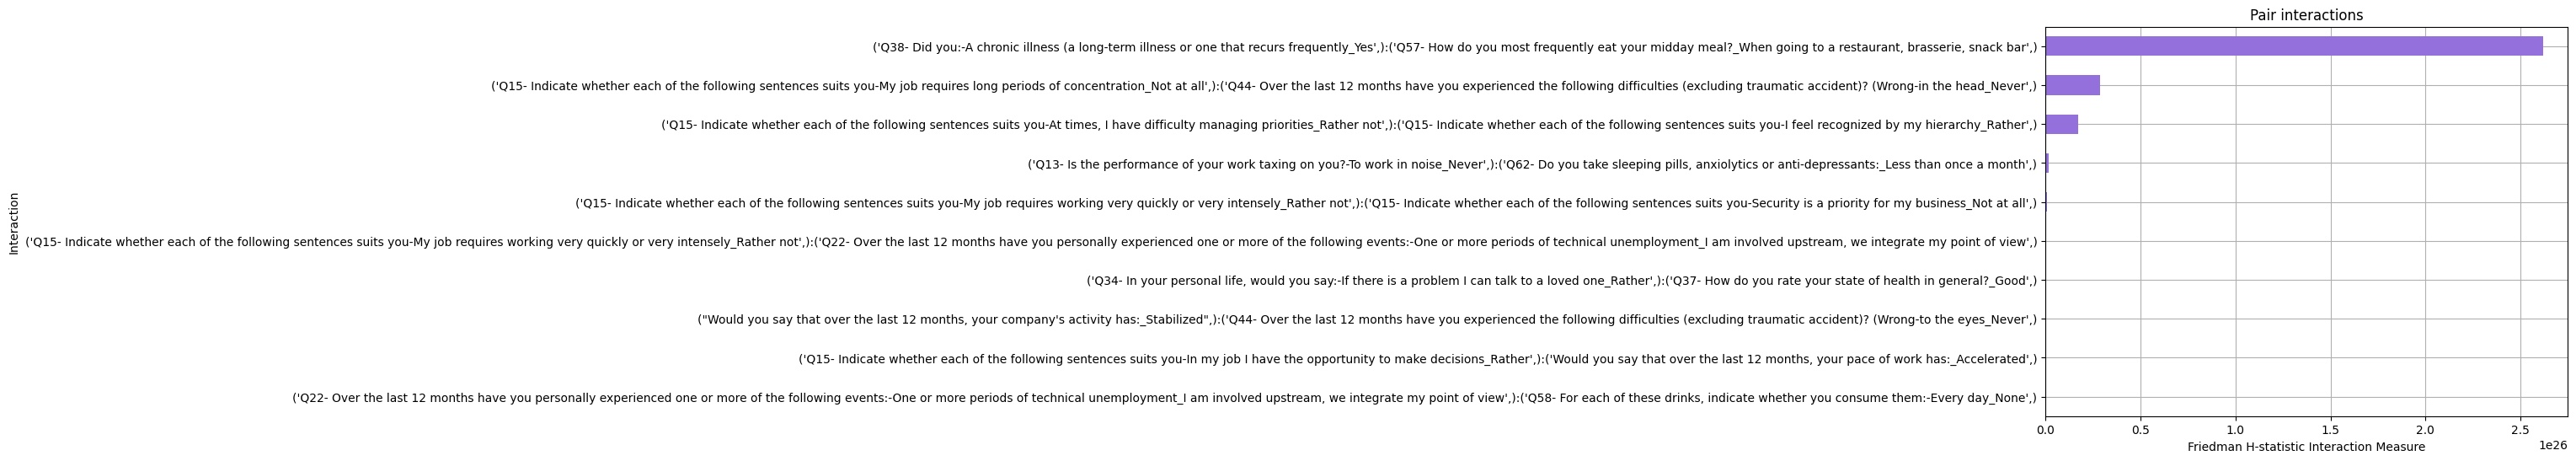 Pair interactions
('Q38- Did you:-A chronic illness (a long-term illness or one that recurs frequently_Yes',):('Q57- How do you most frequently eat your midday meal?_When going to a restaurant, brasserie, snack bar',)
('Q15- Indicate whether each of the following sentences suits you-My job requires long periods of concentration_Not at all',):('Q44- Over the last 12 months have you experienced the following difficulties (excluding traumatic accident)? (Wrong-in the head_Never',)
('Q15- Indicate whether each of the following sentences suits you-At times, I have difficulty managing priorities_Rather not',):('Q15- Indicate whether each of the following sentences suits you-I feel recognized by my hierarchy_Rather',)
('Q13- Is the performance of your work taxing on you?-To work in noise_Never',):('Q62- Do you take sleeping pills, anxiolytics or anti-depressants:_Less than once a month',)
('Q15- Indicate whether each of the following sentences suits you-My job requires working very quickly or very intensely_Rather not',):('Q15- Indicate whether each of the following sentences suits you-Security is a priority for my business_Not at all',)
('Q15- Indicate whether each of the following sentences suits you-My job requires working very quickly or very intensely_Rather not',):('Q22- Over the last 12 months have you personally experienced one or more of the following events:-One or more periods of technical unemployment_I am involved upstream, we integrate my point of view',)
('Q34- In your personal life, would you say:-If there is a problem I can talk to a loved one_Rather',):('Q37- How do you rate your state of health in general?_Good',)
("Would you say that over the last 12 months, your company's activity has:_Stabilized",):('Q44- Over the last 12 months have you experienced the following difficulties (excluding traumatic accident)? (Wrong-to the eyes_Never',)
('Q15- Indicate whether each of the following sentences suits you-In my job I have the opportunity to make decisions_Rather',):('Would you say that over the last 12 months, your pace of work has:_Accelerated',)
('Q22- Over the last 12 months have you personally experienced one or more of the following events:-One or more periods of technical unemployment_I am involved upstream, we integrate my point of view',):('Q58- For each of these drinks, indicate whether you consume them:-Every day_None',)
Interaction
0.0 0.5 1.0 1.5 2.0 2.5
1e26
Friedman H-statistic Interaction Measure